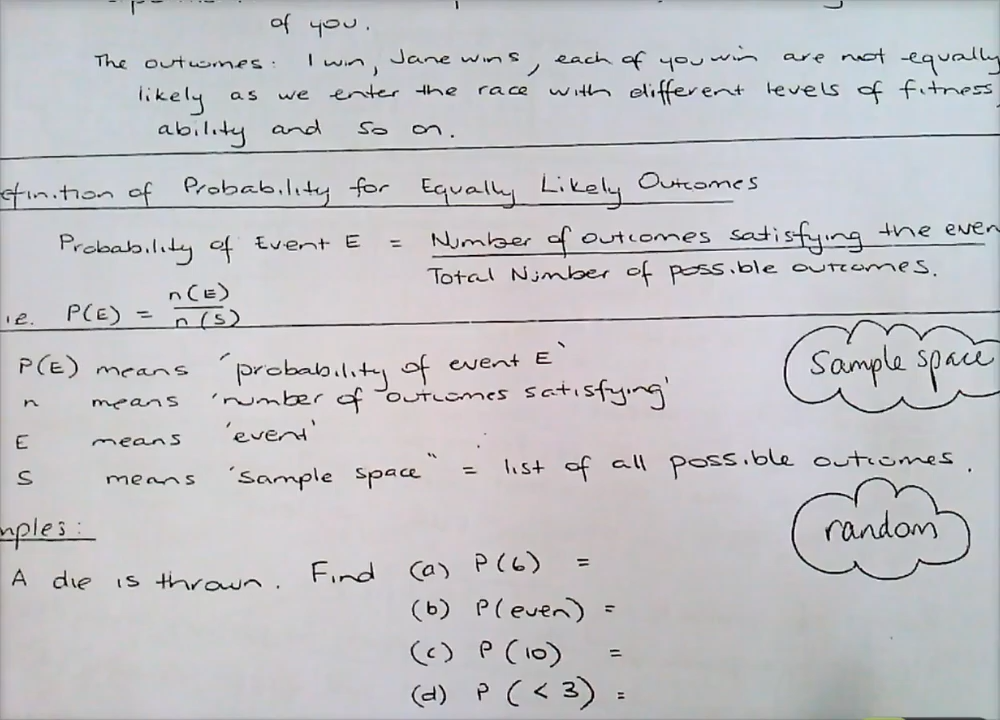 of you.
The outcomes: I win, Jane wins, each of you win are not equally
likely as we enter the race with different levels of fitness,
ability and so on.
efinition of Probability for Equally Likely Outcomes
Probability of Event E = Number of outcomes satisfying the even
Total Number of possible outcomes.
i.e. P(E) = n(E)
n(S)
P(E) means 'probability of event E'
Sample space
n means 'number of outcomes satisfying'
E means 'event'
S means 'sample space" = list of all possible outcomes.
random
mples:
A die is thrown. Find (a) P(6) =
(b) P(even) =
(c) P(10) =
(d) P(<3) =